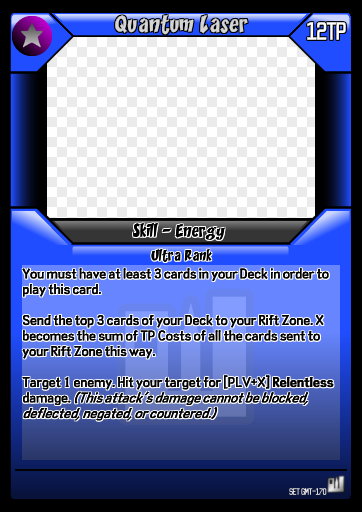 Quantum Laser
12TP
Skill - Energy
Ultra Rank
You must have at least 3 cards in your Deck in order to
play this card.
Send the top 3 cards of your Deck to your Rift Zone. X
becomes the sum of TP Costs of all the cards sent to
your Rift Zone this way.
Target 1 enemy. Hit your target for [PLV+X] Relentless
damage. (This attack's damage cannot be blocked,
deflected, negated, or countered.)
SET GMT-170